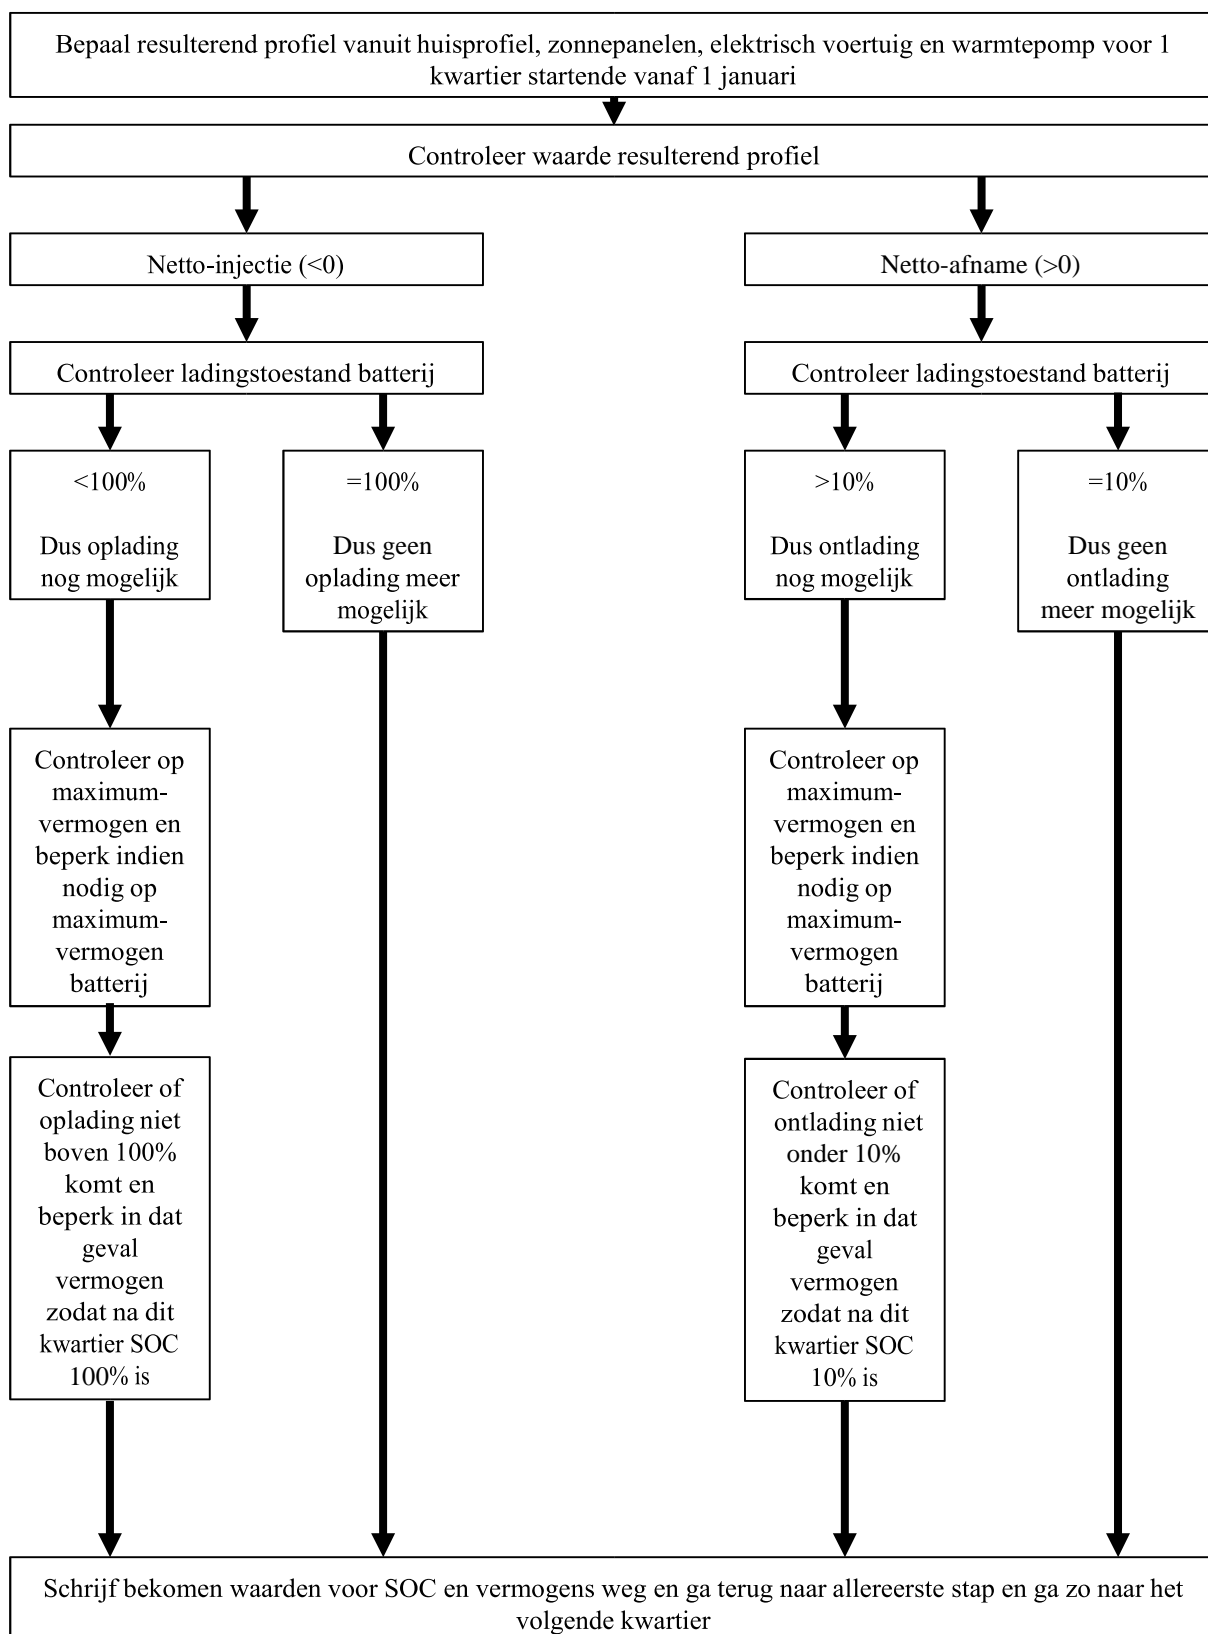 Bepaal resulterend profiel vanuit huisprofiel, zonnepanelen, elektrisch voertuig en warmtepomp voor 1
kwartier startende vanaf 1 januari
Controleer waarde resulterend profiel
Netto-injectie (<0)
Controleer ladingstoestand batterij
<100%
Dus oplading
nog mogelijk
=100%
Dus geen
oplading meer
mogelijk
Controleer op
maximum-
vermogen en
beperk indien
nodig op
maximum-
vermogen
batterij
Controleer of
oplading niet
boven 100%
komt en
beperk in dat
geval
vermogen
zodat na dit
kwartier SOC
100% is
Netto-afname (>0)
Controleer ladingstoestand batterij
>10%
Dus ontlading
nog mogelijk
=10%
Dus geen
ontlading
meer mogelijk
Controleer op
maximum-
vermogen en
beperk indien
nodig op
maximum-
vermogen
batterij
Controleer of
ontlading niet
onder 10%
komt en
beperk in dat
geval
vermogen
zodat na dit
kwartier SOC
10% is
Schrijf bekomen waarden voor SOC en vermogens weg en ga terug naar allereerste stap en ga zo naar het
volgende kwartier